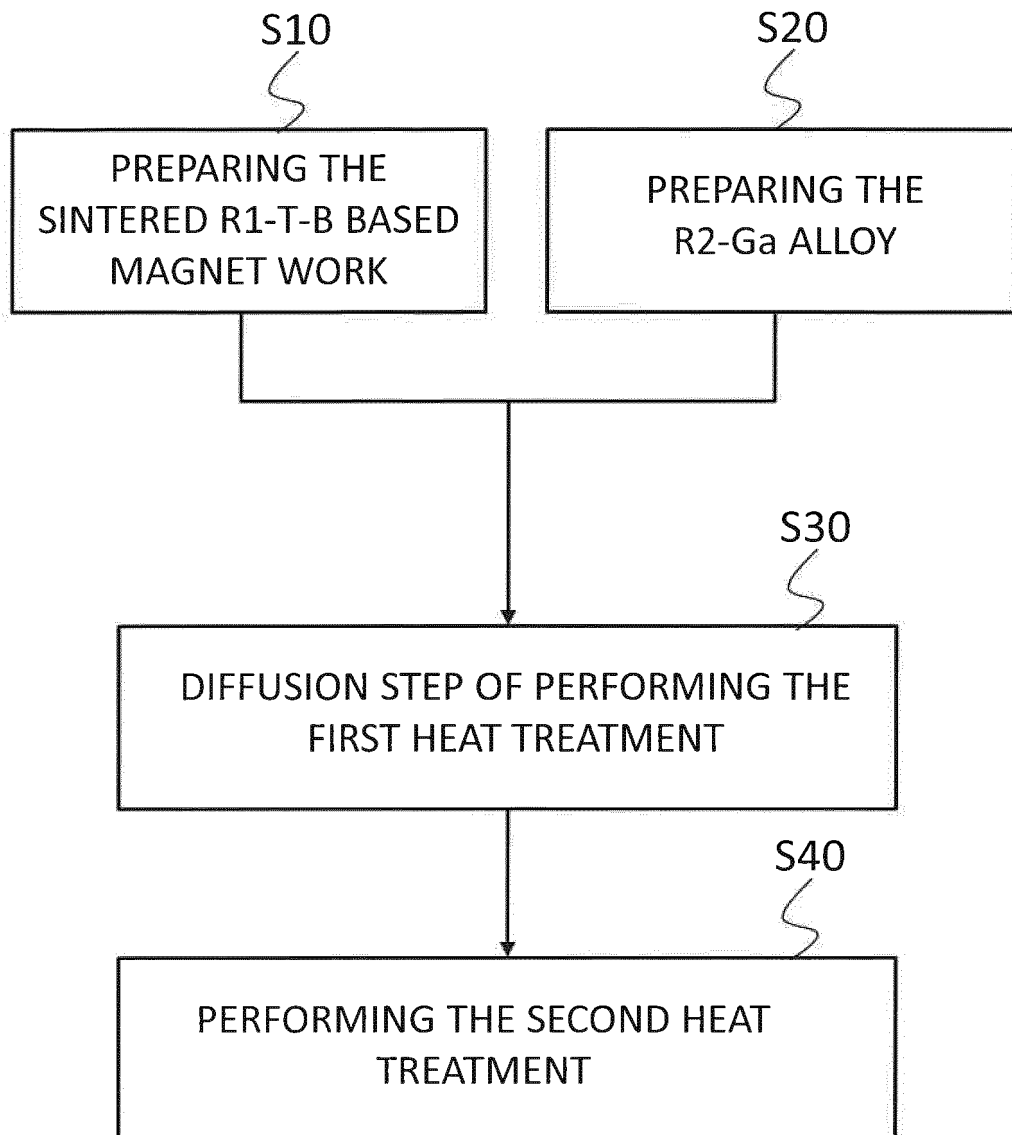 S10
S20
PREPARING THE
SINTERED R1-T-B BASED
MAGNET WORK
PREPARING THE
R2-Ga ALLOY
S30
DIFFUSION STEP OF PERFORMING THE
FIRST HEAT TREATMENT
S40
PERFORMING THE SECOND HEAT
TREATMENT